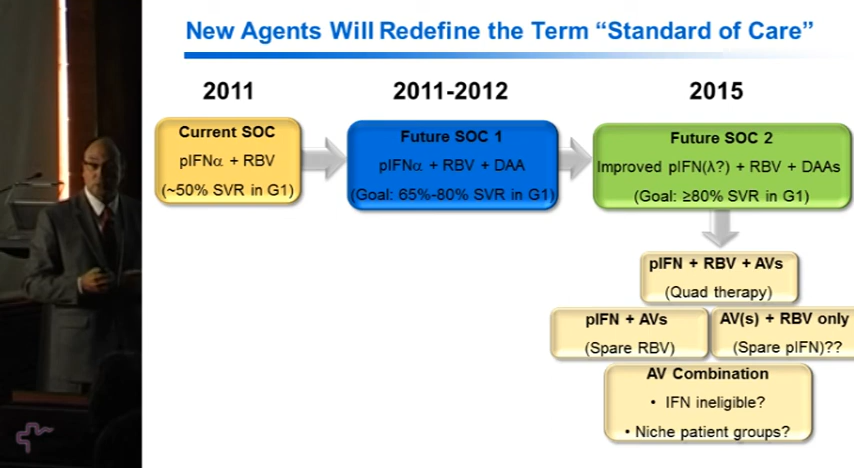 New Agents Will Redefine the Term “Standard of Care”
2011
2011-2012
2015
Current SOC
pIFNα + RBV
(~50% SVR in G1)
Future SOC 1
pIFNα + RBV + DAA
(Goal: 65%-80% SVR in G1)
Future SOC 2
Improved pIFN(λ?) + RBV + DAAs
(Goal: ≥80% SVR in G1)
pIFN + RBV + AVs
(Quad therapy)
pIFN + AVs
(Spare RBV)
AV(s) + RBV only
(Spare pIFN)??
AV Combination
• IFN ineligible?
• Niche patient groups?